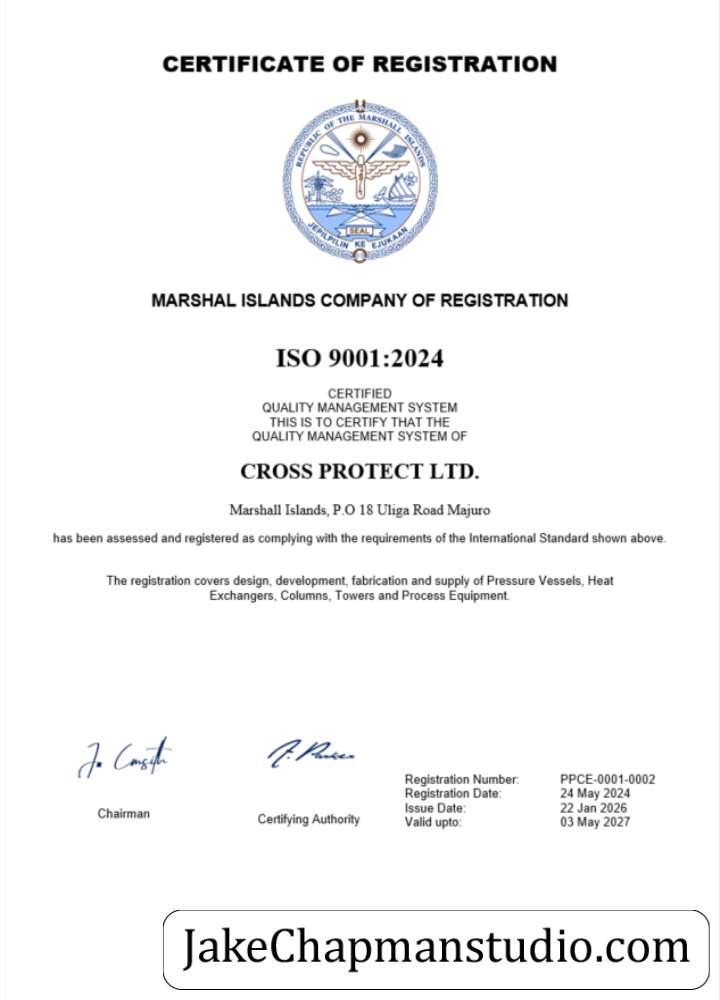 CERTIFICATE OF REGISTRATION
REPUBLIC OF THE MARSHALL ISLANDS
SEAL
JEPILPILIN KE EJUKAAN
MARSHAL ISLANDS COMPANY OF REGISTRATION
ISO 9001:2024
CERTIFIED
QUALITY MANAGEMENT SYSTEM
THIS IS TO CERTIFY THAT THE
QUALITY MANAGEMENT SYSTEM OF
CROSS PROTECT LTD.
Marshall Islands, P.O 18 Uliga Road Majuro
has been assessed and registered as complying with the requirements of the International Standard shown above.
The registration covers design, development, fabrication and supply of Pressure Vessels, Heat
Exchangers, Columns, Towers and Process Equipment.
Chairman
Certifying Authority
Registration Number: PPCE-0001-0002
Registration Date: 24 May 2024
Issue Date: 22 Jan 2026
Valid upto: 03 May 2027
JakeChapmanstudio.com